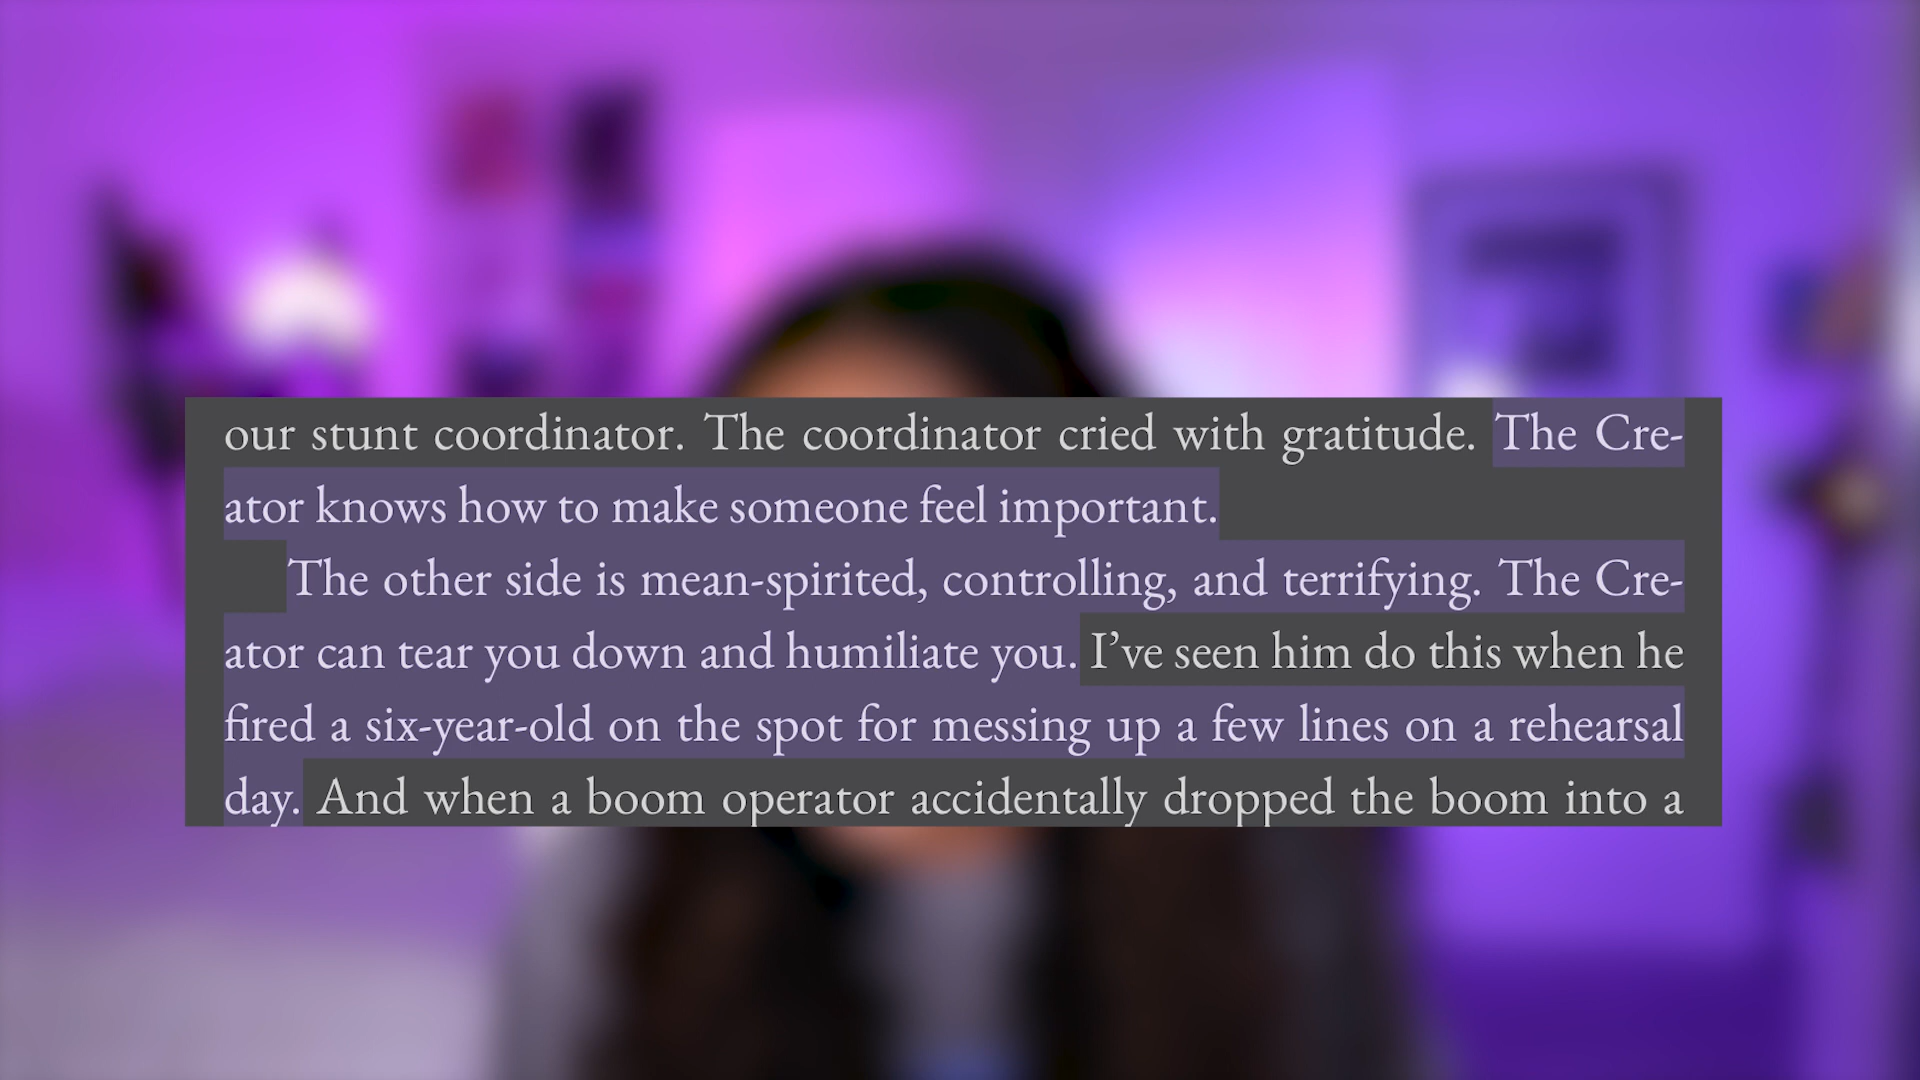 our stunt coordinator. The coordinator cried with gratitude. The Cre-
ator knows how to make someone feel important.
The other side is mean-spirited, controlling, and terrifying. The Cre-
ator can tear you down and humiliate you. I’ve seen him do this when he
fired a six-year-old on the spot for messing up a few lines on a rehearsal
day. And when a boom operator accidentally dropped the boom into a